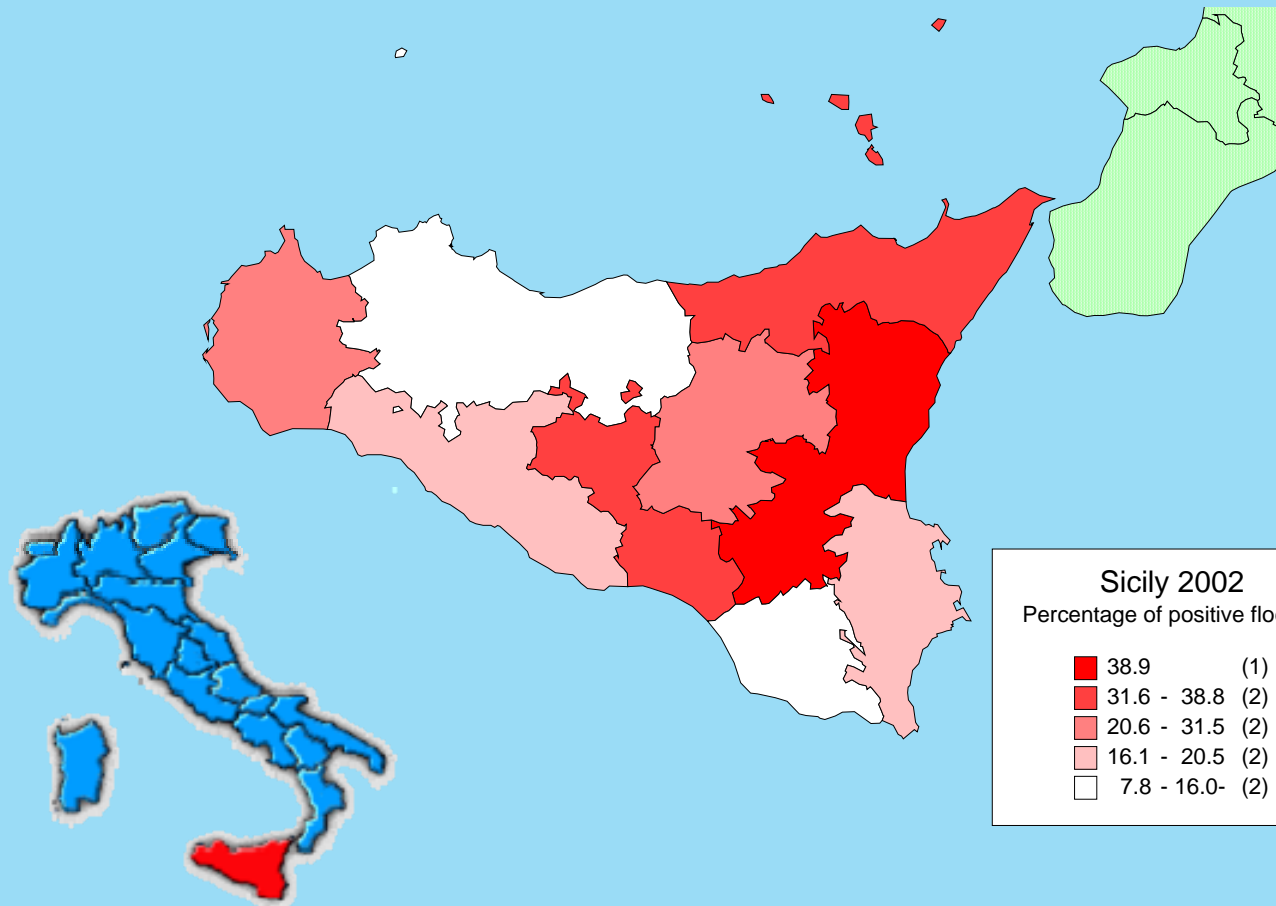 Sicily 2002
Percentage of positive
38.9 (1)
31.6 - 38.8 (2)
20.6 - 31.5 (2)
16.1 - 20.5 (2)
7.8 - 16.0- (2)